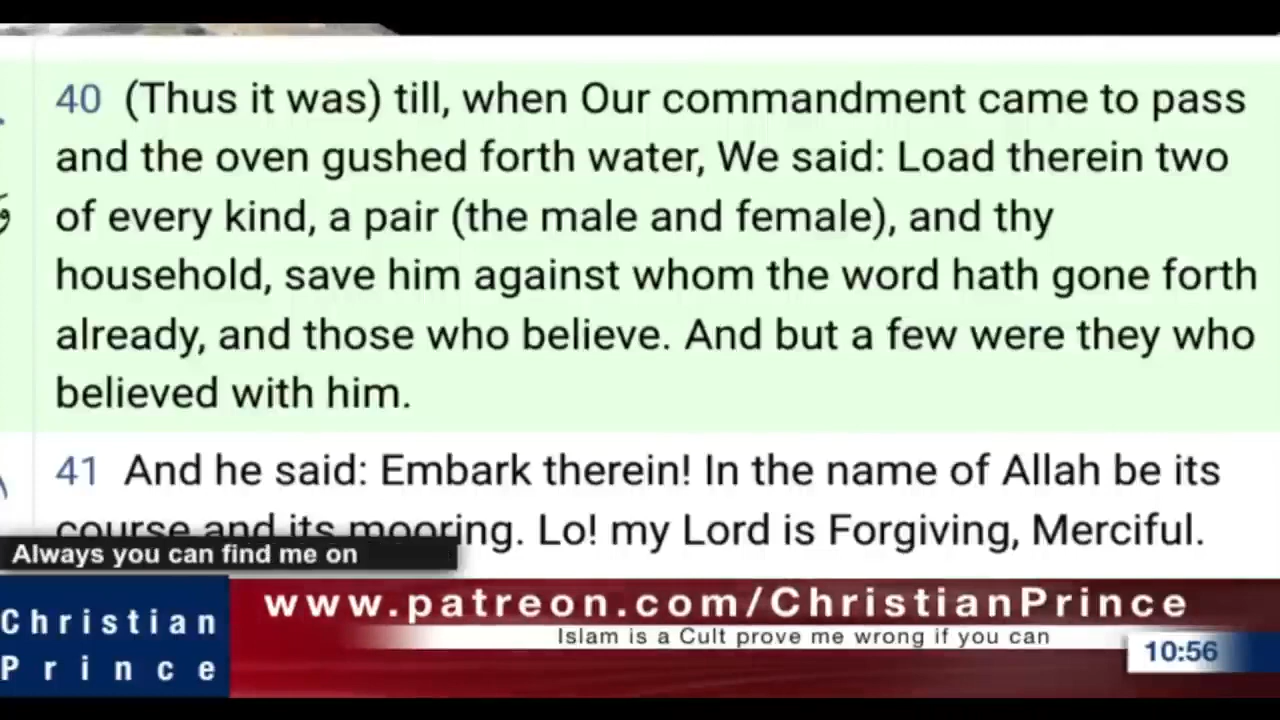 40 (Thus it was) till, when Our commandment came to pass
and the oven gushed forth water, We said: Load therein two
of every kind, a pair (the male and female), and thy
household, save him against whom the word hath gone forth
already, and those who believe. And but a few were they who
believed with him.
41 And he said: Embark therein! In the name of Allah be its
course and its mooring. Lo! my Lord is Forgiving, Merciful.
Always you can find me on
Christian
Prince
www.patreon.com/ChristianPrince
Islam is a Cult prove me wrong if you can
10:56